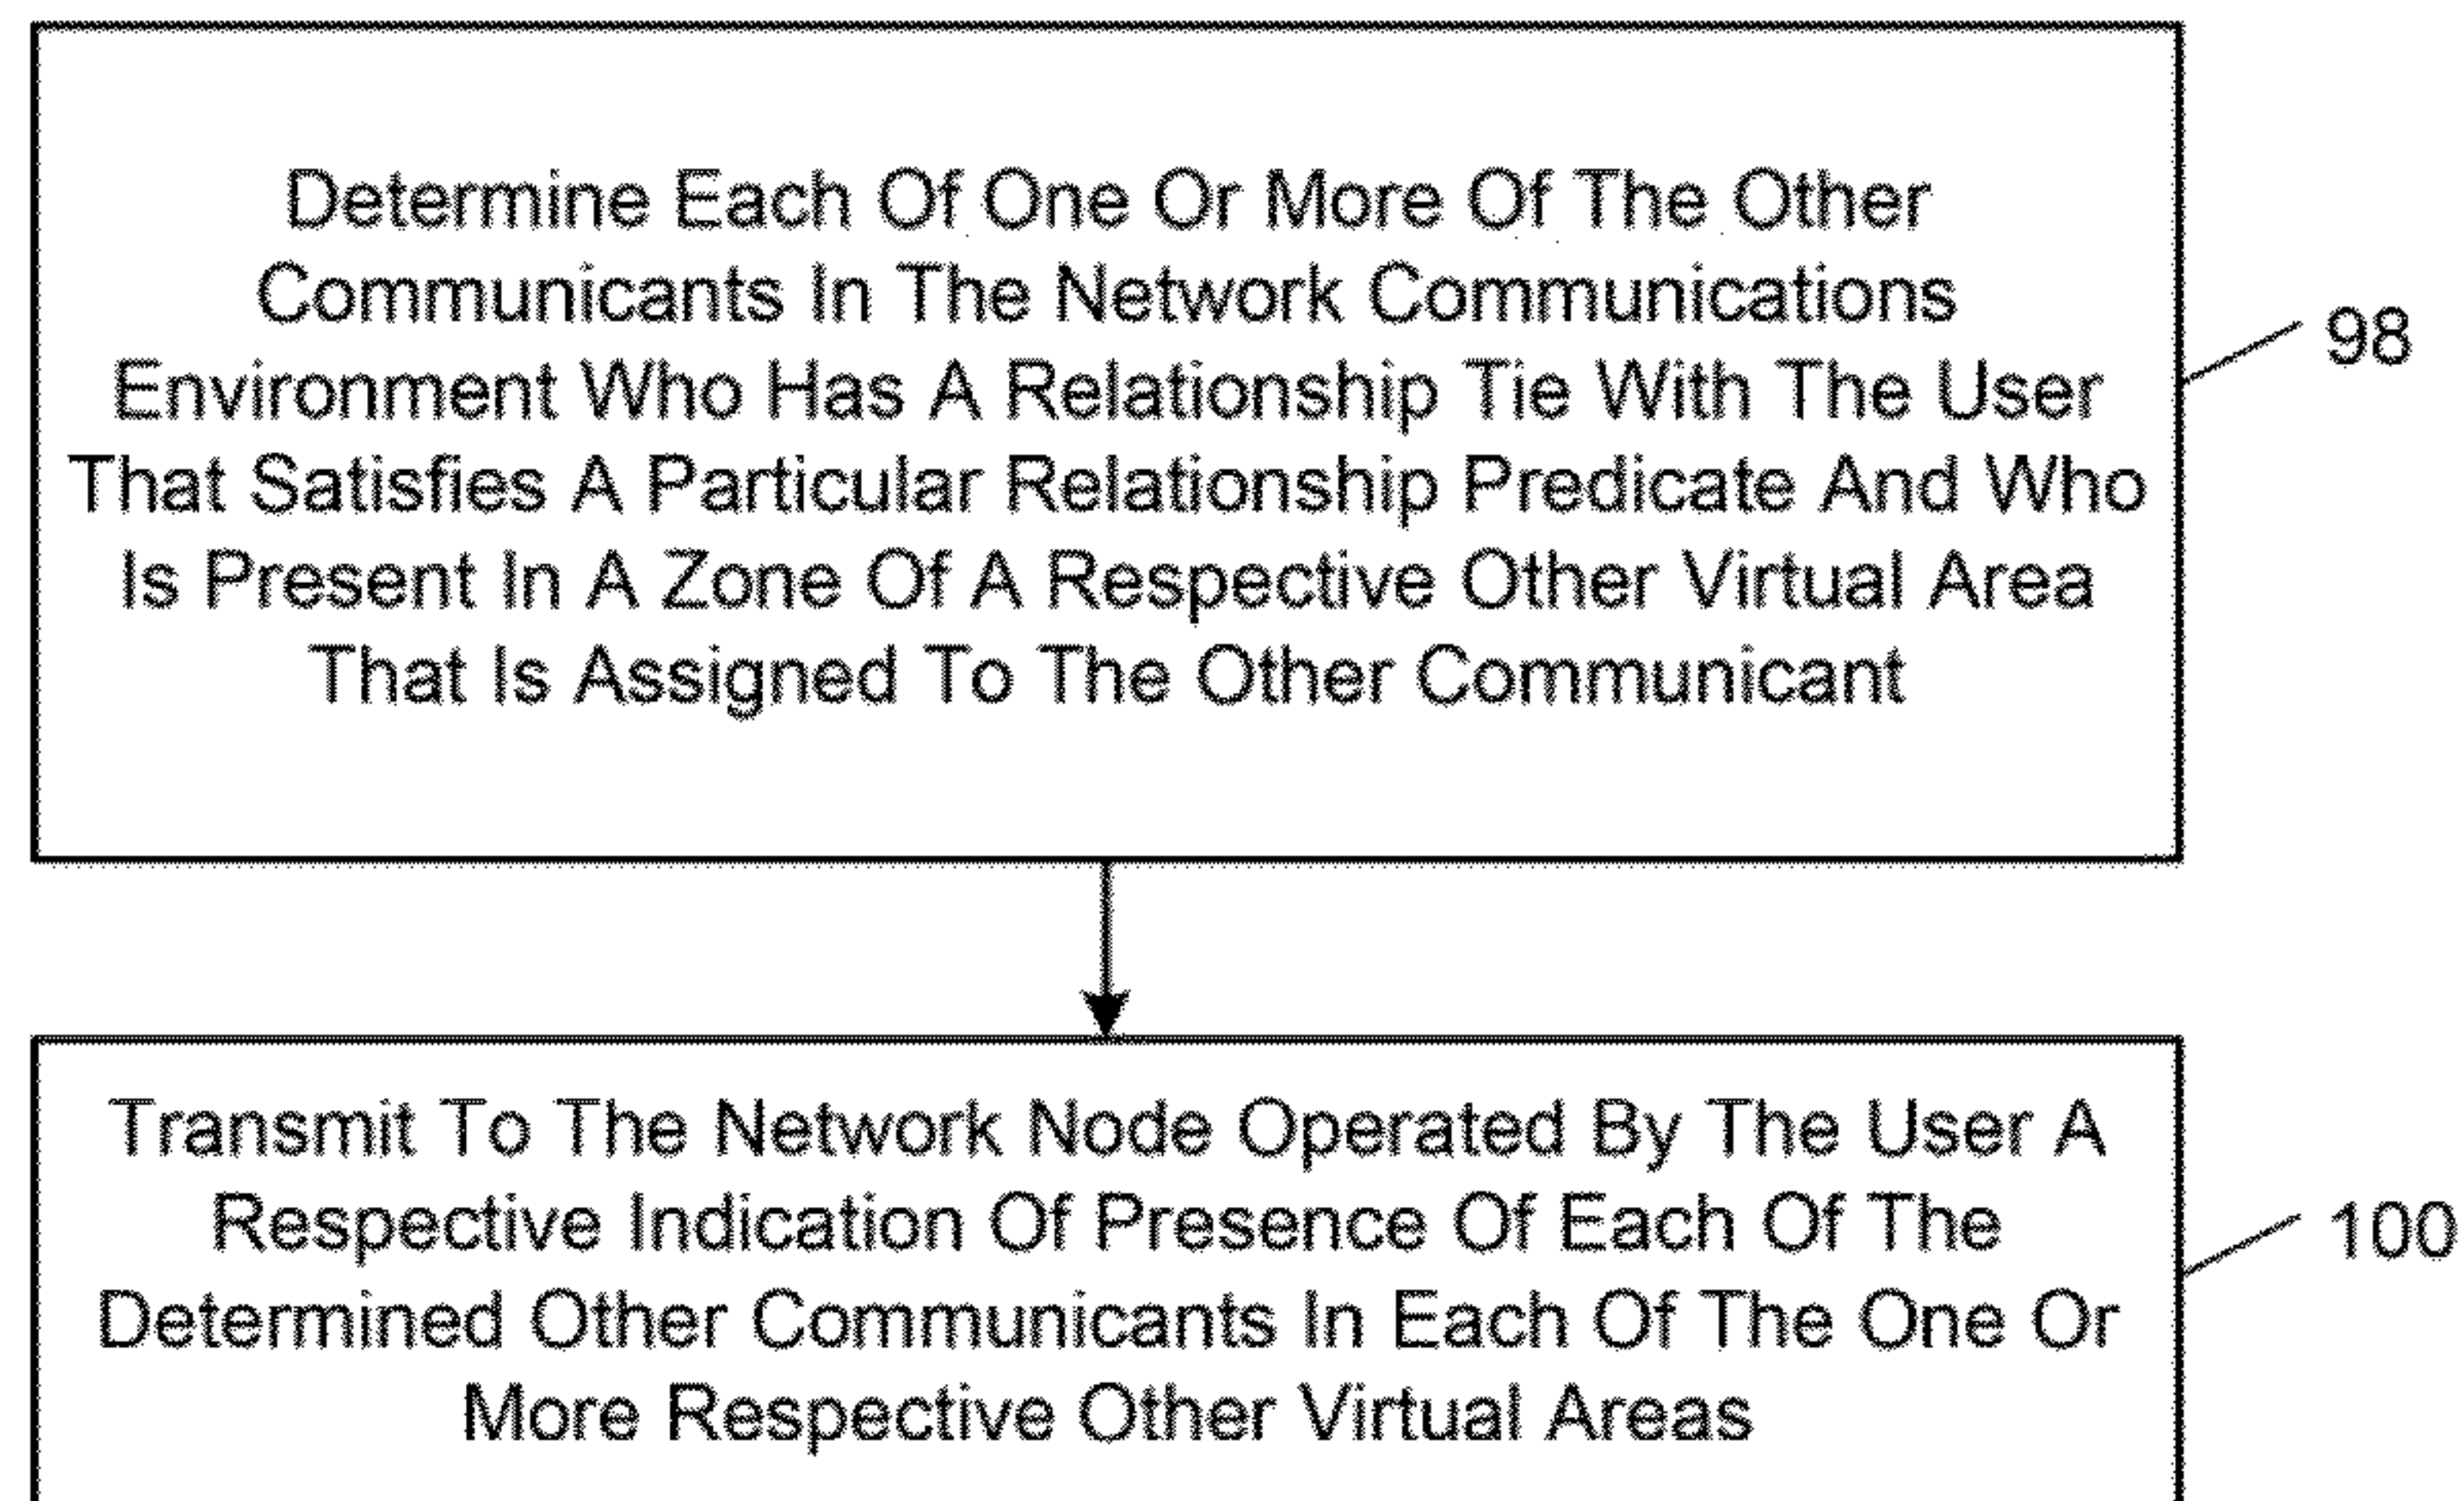 Determine Each Of One Or More Of The Other
Communicants In The Network Communications
Environment Who Has A Relationship Tie With The User
That Satisfies A Particular Relationship Predicate And Who
Is Present In A Zone Of A Respective Other Virtual Area
That Is Assigned To The Other Communicant
98
Transmit To The Network Node Operated By The User A
Respective Indication Of Presence Of Each Of The
Determined Other Communicants In Each Of The One Or
More Respective Other Virtual Areas
100